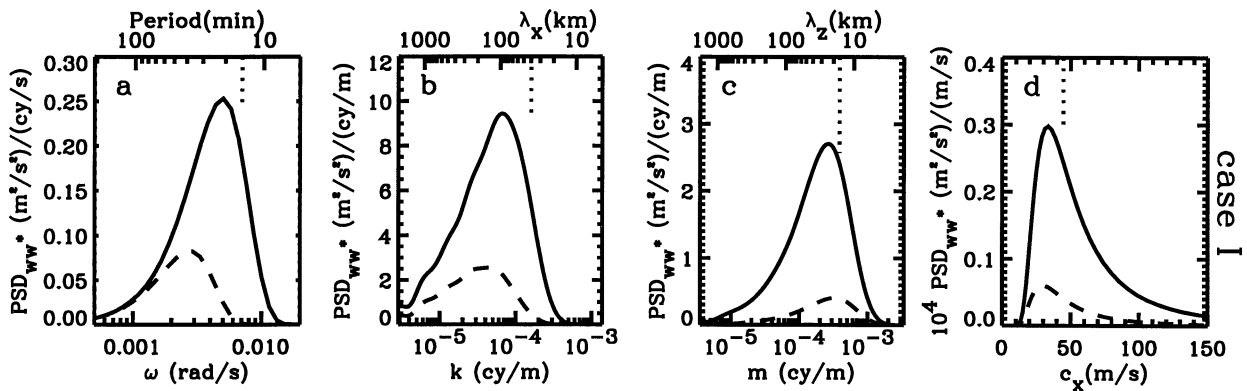 Period(min)
100 10
0.30
0.25
0.20
0.15
0.10
0.05
0.00
a
PSD_ww* (m²/s²)/(cy/s)
0.001 0.010
ω (rad/s)
λ_x(km)
1000 100 10
12
10
8
6
4
2
0
b
PSD_ww* (m²/s²)/(cy/m)
10⁻⁵ 10⁻⁴ 10⁻³
k (cy/m)
λ_z(km)
1000 100 10
4
3
2
1
0
c
PSD_ww* (m²/s²)/(cy/m)
10⁻⁵ 10⁻⁴ 10⁻³
m (cy/m)
0.4
0.3
0.2
0.1
0.0
d
10⁴ PSD_ww* (m²/s²)/(m/s)
0 50 100 150
c_x(m/s)
case I